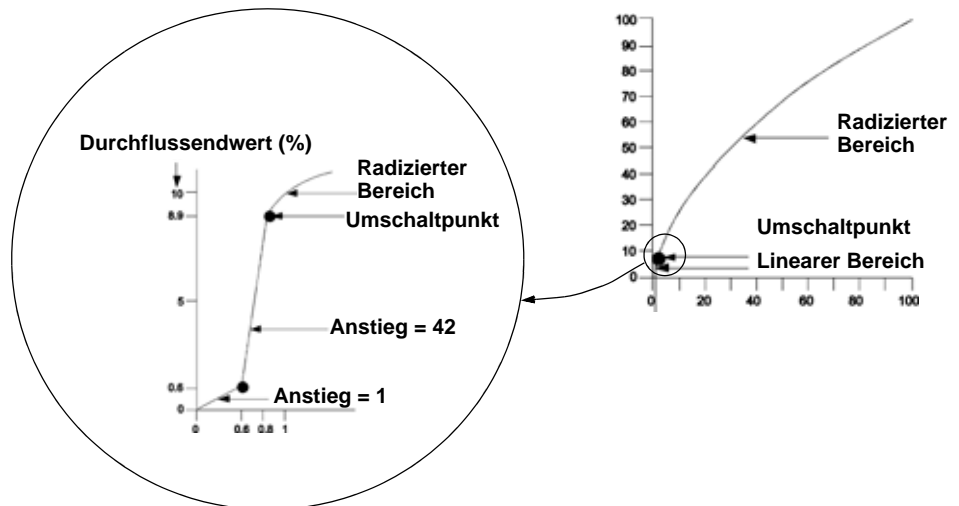 Durchflussendwert (%)
10
8.9
5
0.6
0
0
0.6
0.8
1
Radizierter
Bereich
Umschaltpunkt
Anstieg = 42
Anstieg = 1
100
90
80
70
60
50
40
30
20
10
0
0
20
40
60
80
100
Radizierter
Bereich
Umschaltpunkt
Linearer Bereich